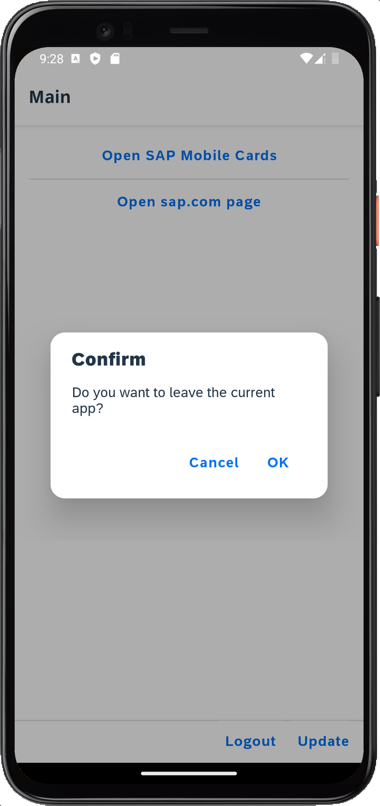 9:28
Main
Open SAP Mobile Cards
Open sap.com page
Confirm
Do you want to leave the current
app?
Cancel OK
Logout Update